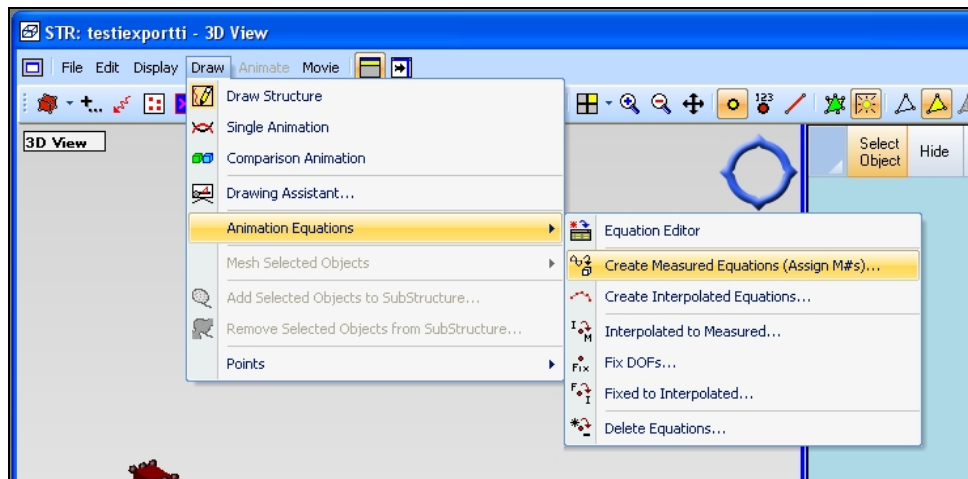 STR: testiexportti - 3D View
File Edit Display Draw Animate Movie
123
3D View
Select
Object
Hide
Draw Structure
Single Animation
Comparison Animation
Drawing Assistant...
Animation Equations
Mesh Selected Objects
Add Selected Objects to SubStructure...
Remove Selected Objects from SubStructure...
Points
Equation Editor
Create Measured Equations (Assign M#s)...
Create Interpolated Equations...
I M
Interpolated to Measured...
Fix
Fix DOFs...
F I
Fixed to Interpolated...
Delete Equations...